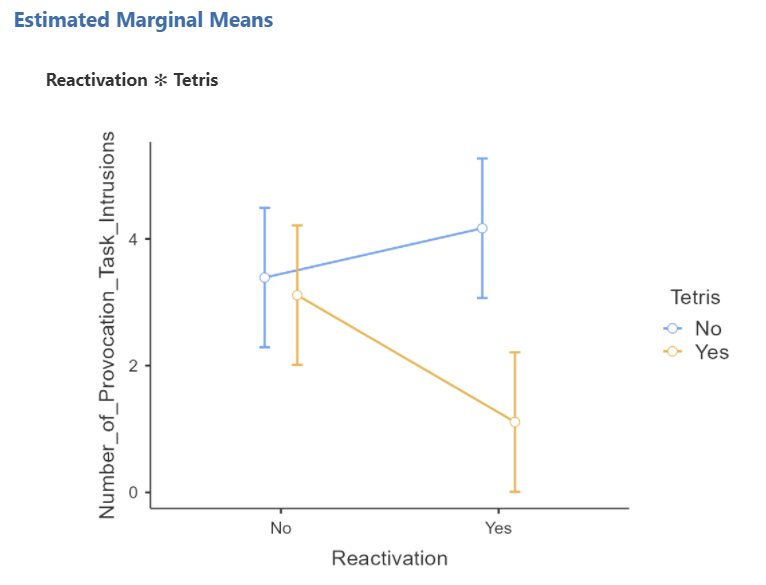 Estimated Marginal Means
Reactivation ✻ Tetris
Number_of_Provocation_Task_Intrusions
4
2
0
No
Yes
Reactivation
Tetris
No
Yes